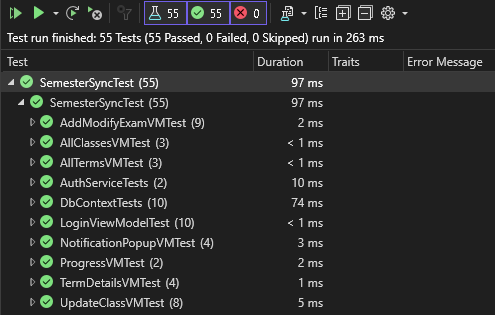 55 55 0
Test run finished: 55 Tests (55 Passed, 0 Failed, 0 Skipped) run in 263 ms
Test Duration Traits Error Message
SemesterSyncTest (55) 97 ms
SemesterSyncTest (55) 97 ms
AddModifyExamVMTest (9) 2 ms
AllClassesVMTest (3) < 1 ms
AllTermsVMTest (3) < 1 ms
AuthServiceTests (2) 10 ms
DbContextTests (10) 74 ms
LoginViewModelTest (10) < 1 ms
NotificationPopupVMTest (4) 3 ms
ProgressVMTest (2) 2 ms
TermDetailsVMTest (4) 1 ms
UpdateClassVMTest (8) 5 ms